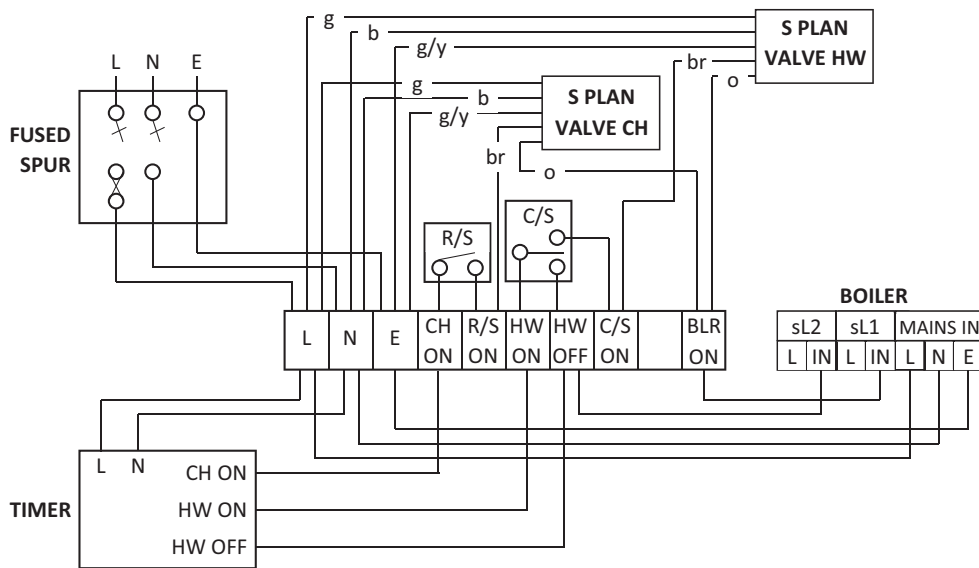 g
b
g/y
br
o
S PLAN
VALVE HW
L N E
FUSED
SPUR
g
b
g/y
br
o
S PLAN
VALVE CH
R/S
C/S
L
N
E
CH
ON
R/S
ON
HW
ON
HW
OFF
C/S
ON
BLR
ON
BOILER
sL2 sL1 MAINS IN
L IN L IN L N E
TIMER
L N
CH ON
HW ON
HW OFF